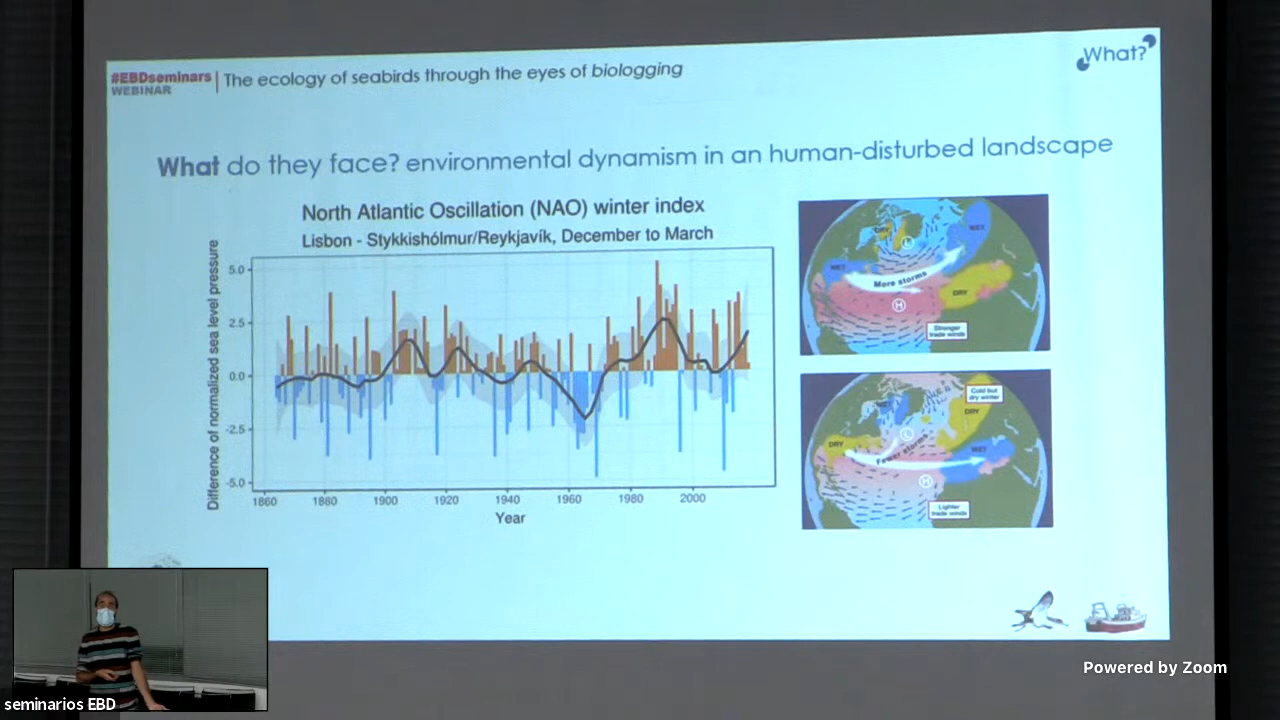 #EBDseminars
WEBINAR
The ecology of seabirds through the eyes of biologging
What?
What do they face? environmental dynamism in an human-disturbed landscape
North Atlantic Oscillation (NAO) winter index
Lisbon - Stykkishólmur/Reykjavík, December to March
Difference of normalized sea level pressure
5.0
2.5
0.0
-2.5
-5.0
1860 1880 1900 1920 1940 1960 1980 2000
Year
DRY
L
WET
WET
More storms
DRY
H
Stronger
trade winds
Cold but
dry winter
WET
DRY
L
DRY
Fewer storms
WET
H
Lighter
trade winds
seminarios EBD
Powered by Zoom